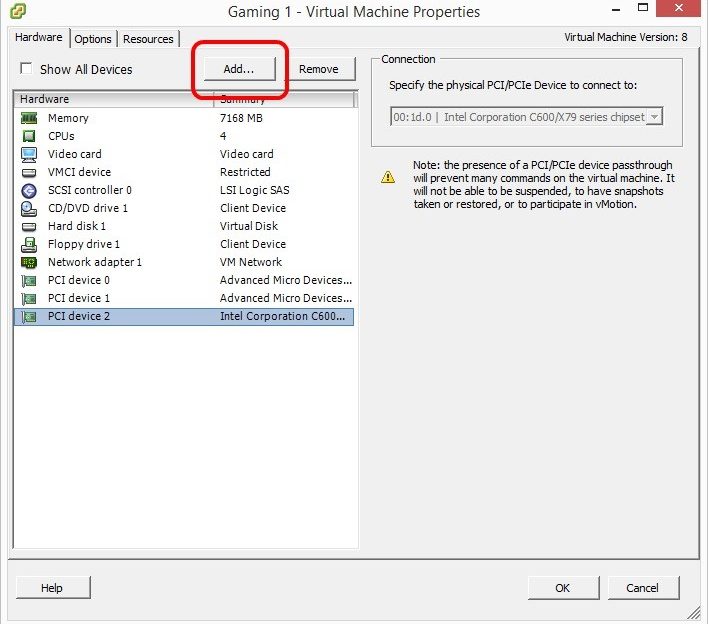 Gaming 1 - Virtual Machine Properties
Hardware Options Resources
Virtual Machine Version: 8
Show All Devices
Add...
Remove
Hardware Summary
Memory 7168 MB
CPUs 4
Video card Video card
VMCI device Restricted
SCSI controller 0 LSI Logic SAS
CD/DVD drive 1 Client Device
Hard disk 1 Virtual Disk
Floppy drive 1 Client Device
Network adapter 1 VM Network
PCI device 0 Advanced Micro Devices...
PCI device 1 Advanced Micro Devices...
PCI device 2 Intel Corporation C600...
Connection
Specify the physical PCI/PCIe Device to connect to:
00:1d.0 | Intel Corporation C600/X79 series chipset
Note: the presence of a PCI/PCIe device passthrough
will prevent many commands on the virtual machine. It
will not be able to be suspended, to have snapshots
taken or restored, or to participate in vMotion.
Help
OK
Cancel